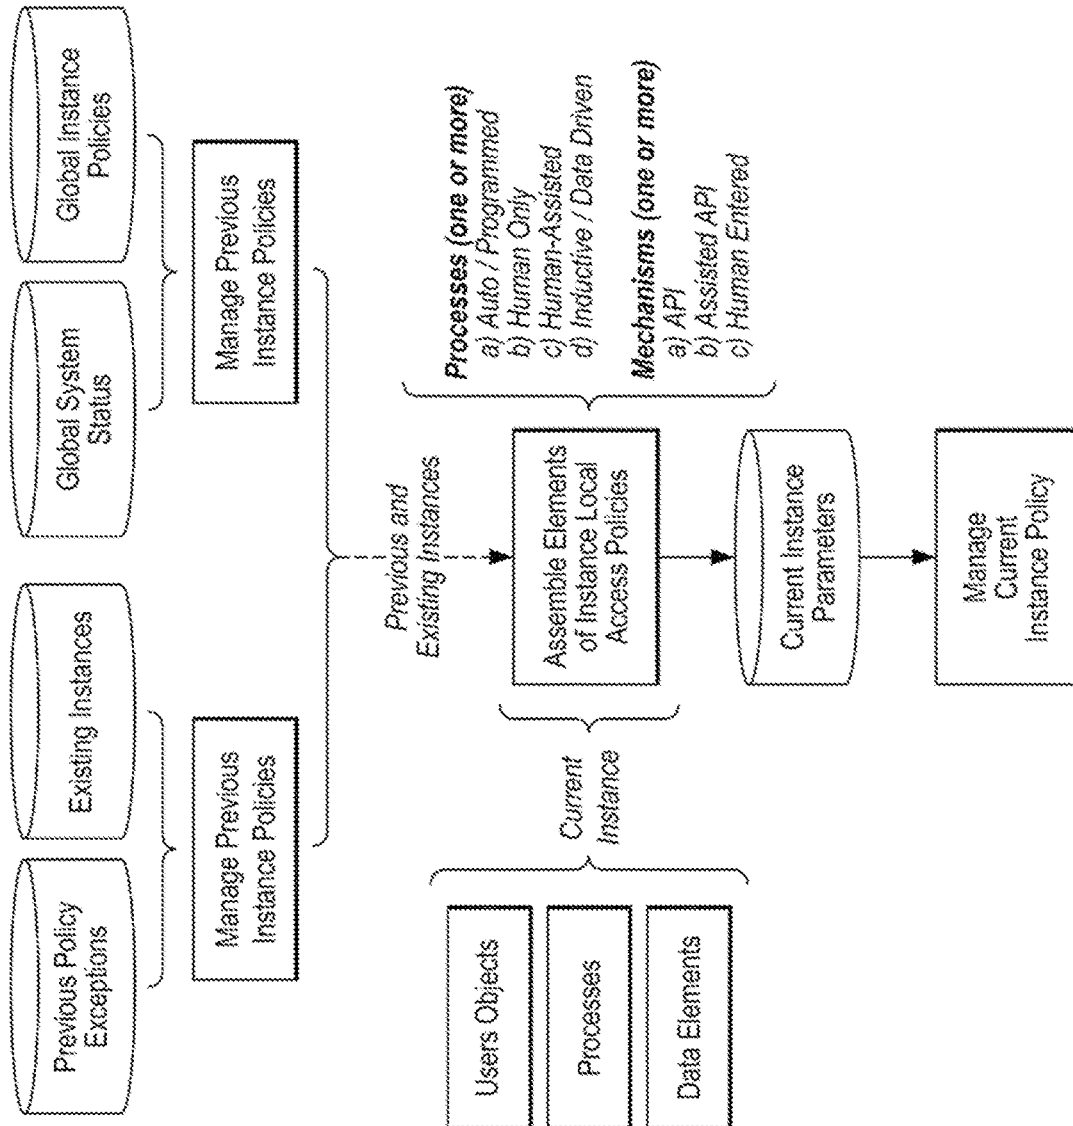 Previous Policy
Exceptions
Existing Instances
Global System
Status
Global Instance
Policies
Manage Previous
Instance Policies
Manage Previous
Instance Policies
Previous and
Existing Instances
Users Objects
Processes
Data Elements
Current
Instance
Assemble Elements
of Instance Local
Access Policies
Processes (one or more)
a) Auto / Programmed
b) Human Only
c) Human-Assisted
d) Inductive / Data Driven
Mechanisms (one or more)
a) API
b) Assisted API
c) Human Entered
Current Instance
Parameters
Manage
Current
Instance Policy